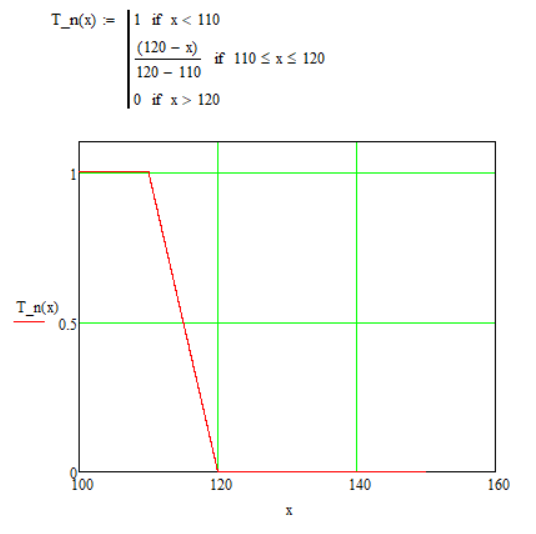 T_n(x) := 1 if x < 110
(120 − x)
120 − 110
if 110 ≤ x ≤ 120
0 if x > 120
1
T_n(x)
0.5
0
100 120 140 160
x